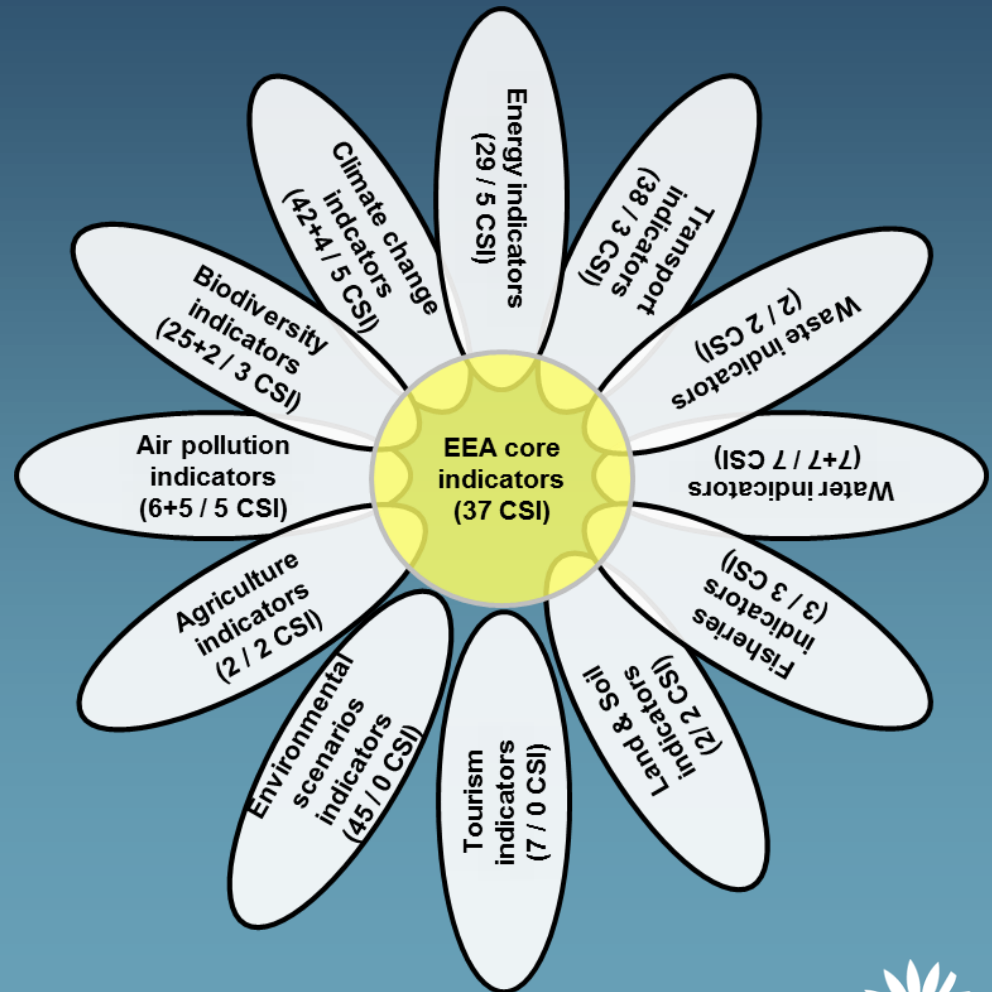 Energy indicators
(29 / 5 CSI)
Transport
indicators
(38 / 3 CSI)
Waste indicators
(2 / 2 CSI)
Water indicators
(7+7 / 7 CSI)
Fisheries
indicators
(3 / 3 CSI)
Land & Soil
indicators
(2/ 2 CSI)
Tourism
indicators
(7 / 0 CSI)
Environmental
scenarios
indicators
(45 / 0 CSI)
Agriculture
indicators
(2 / 2 CSI)
Air pollution
indicators
(6+5 / 5 CSI)
Biodiversity
indicators
(25+2 / 3 CSI)
Climate change
indcators
(42+4 / 5 CSI)
EEA core
indicators
(37 CSI)